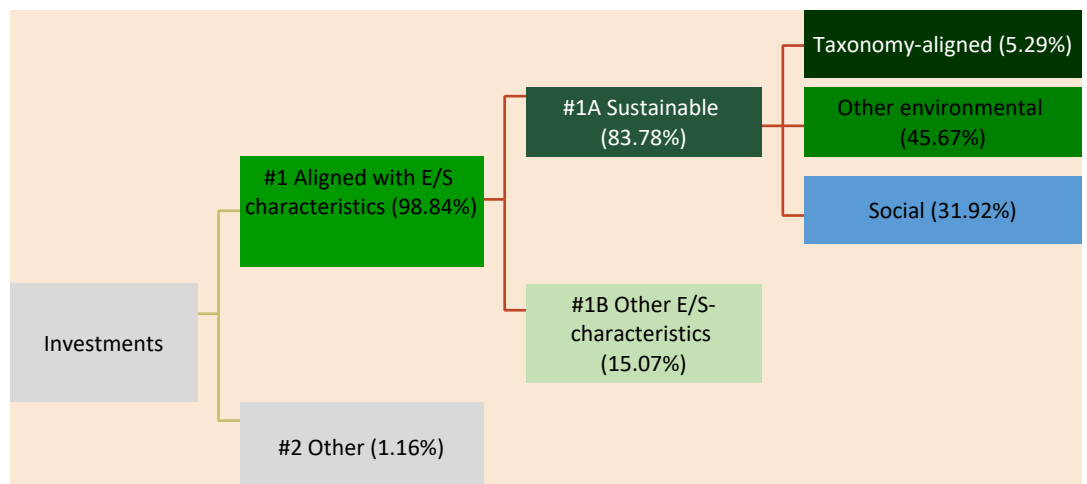 Investments
#1 Aligned with E/S
characteristics (98.84%)
#2 Other (1.16%)
#1A Sustainable
(83.78%)
#1B Other E/S-
characteristics
(15.07%)
Taxonomy-aligned (5.29%)
Other environmental
(45.67%)
Social (31.92%)